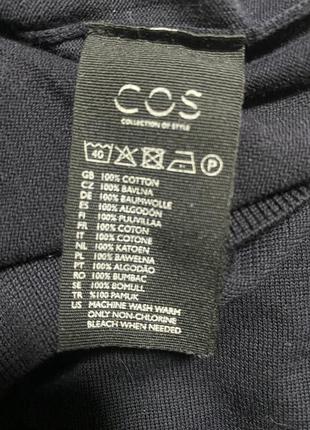 COS
COLLECTION OF STYLE
40 P
GB 100% COTTON
CZ 100% BAVLNA
DE 100% BAUMWOLLE
ES 100% ALGODÓN
FI 100% PUUVILLAA
FR 100% COTON
IT 100% COTONE
NL 100% KATOEN
PL 100% BAWEŁNA
PT 100% ALGODÃO
RO 100% BUMBAC
SE 100% BOMULL
TR %100 PAMUK
US MACHINE WASH WARM
ONLY NON-CHLORINE
BLEACH WHEN NEEDED